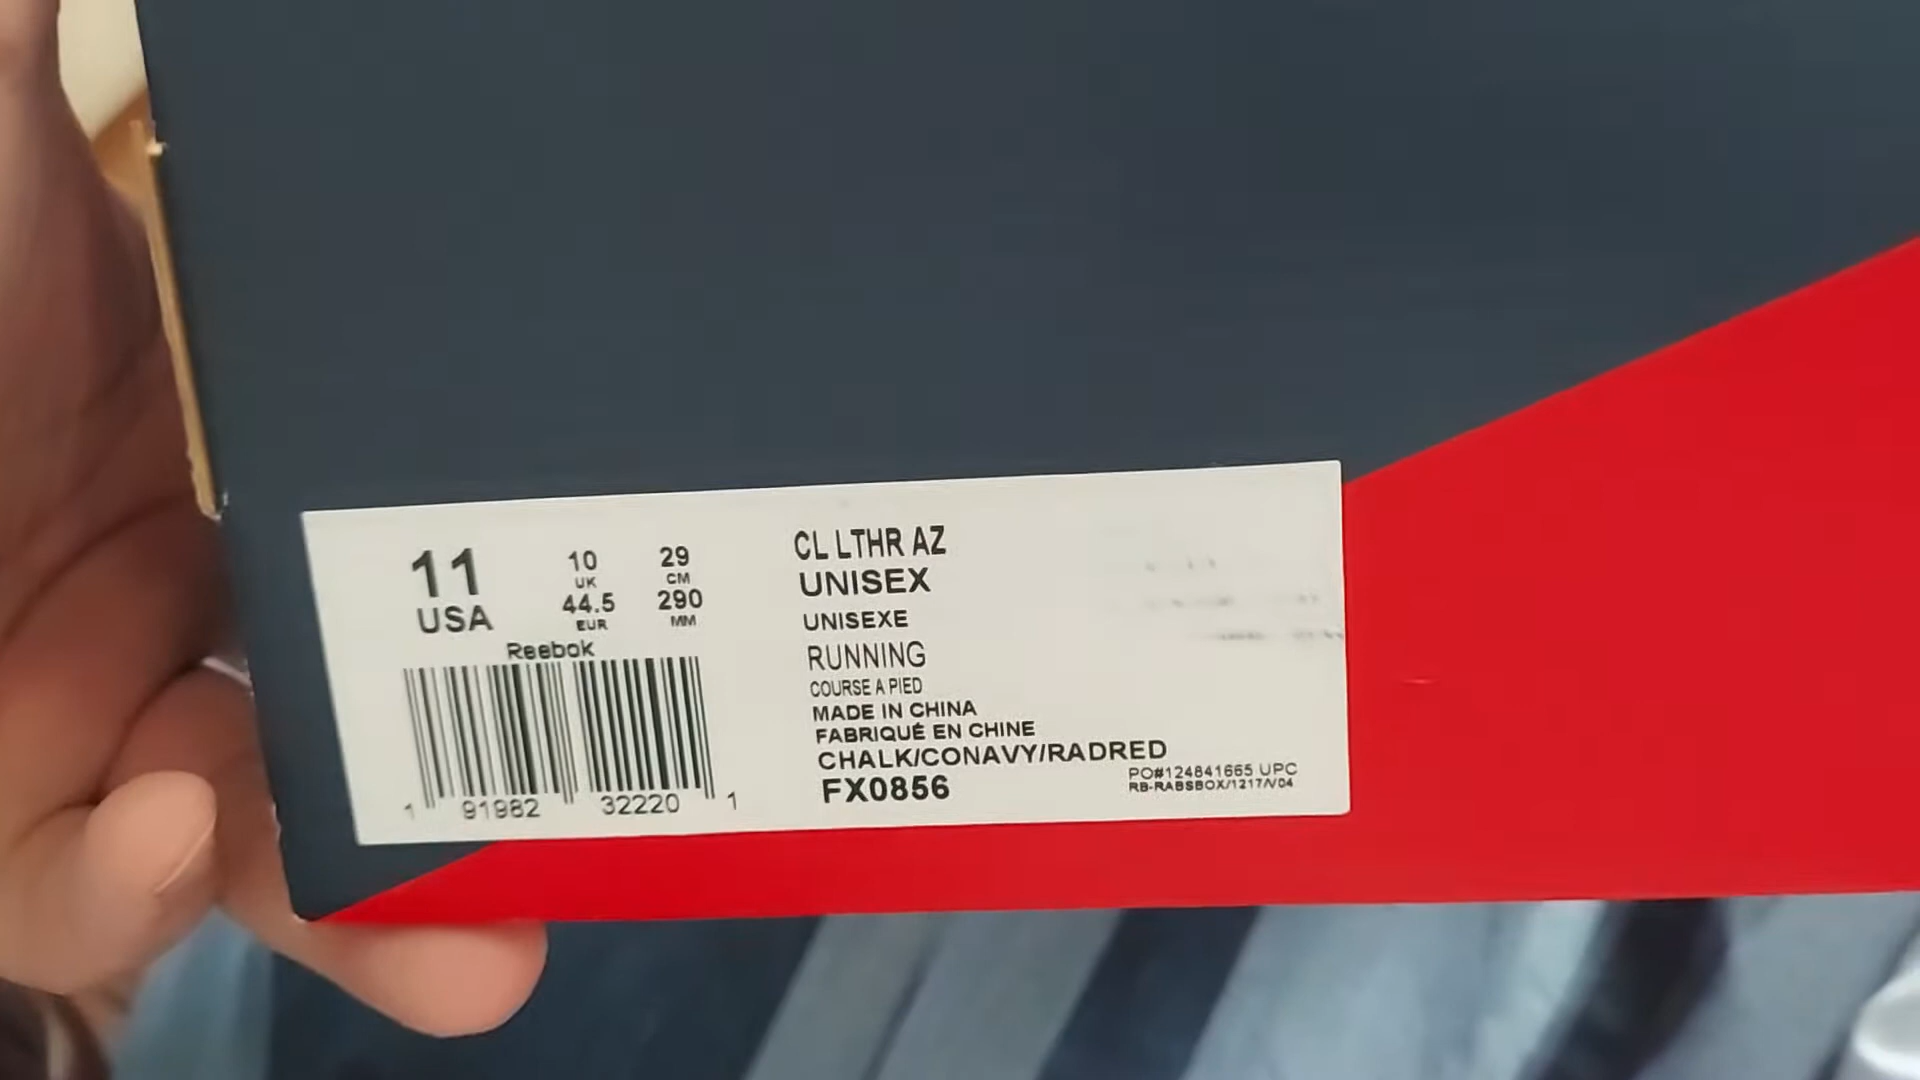 11
USA
10
UK
44.5
EUR
29
CM
290
MM
Reebok
1 91982 32220 1
CL LTHR AZ
UNISEX
UNISEXE
RUNNING
COURSE A PIED
MADE IN CHINA
FABRIQUÉ EN CHINE
CHALK/CONAVY/RADRED
FX0856
PO#124841665 UPC
RB-RABSBOX/1217/V04